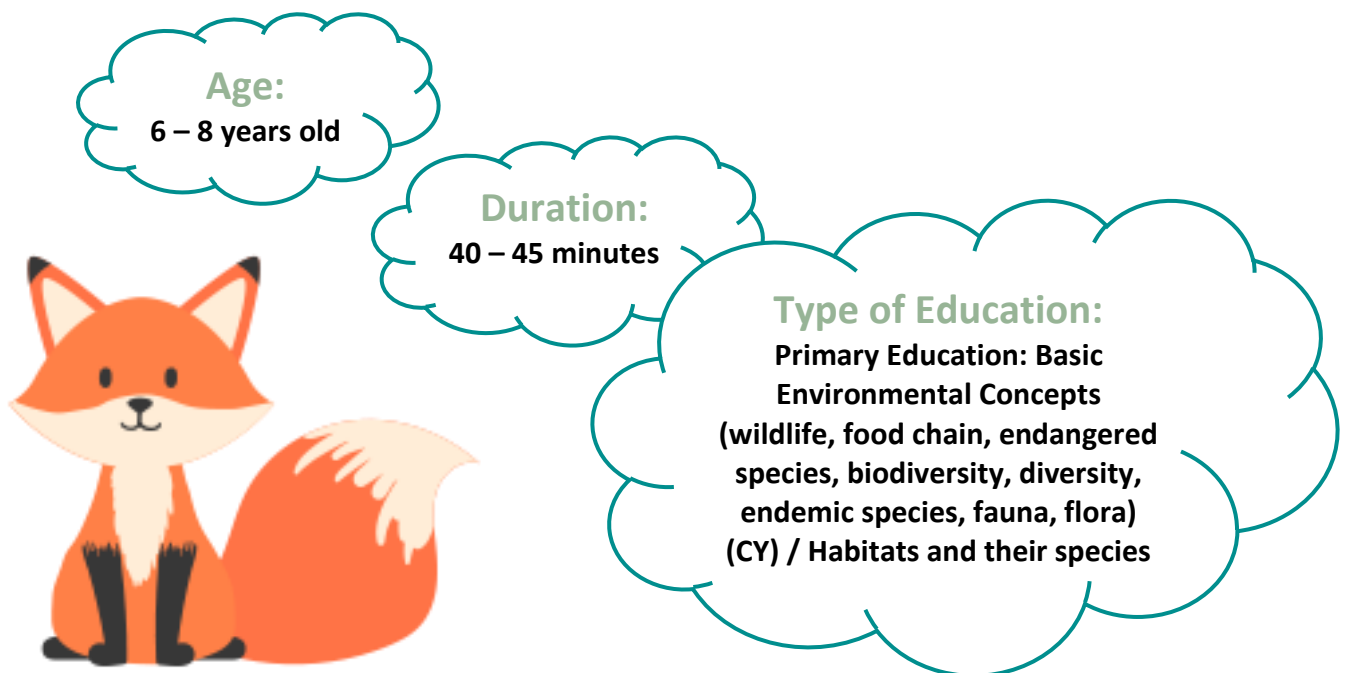 Age:
6 – 8 years old
Duration:
40 – 45 minutes
Type of Education:
Primary Education: Basic
Environmental Concepts
(wildlife, food chain, endangered
species, biodiversity, diversity,
endemic species, fauna, flora)
(CY) / Habitats and their species